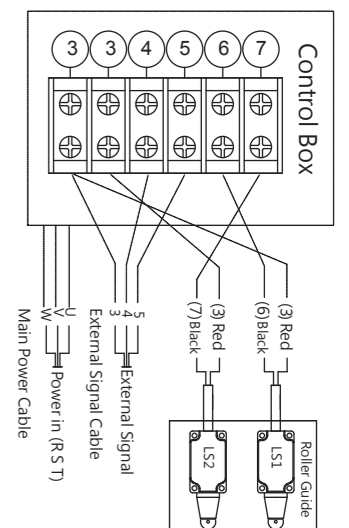 3 3 4 5 6 7
Control Box
(3) Red
(6)Black
(3) Red
(7)Black
Roller Guide
LS1
LS2
5
4
3
External Signal
External Signal Cable
U
V
W
Power in (R S T)
Main Power Cable